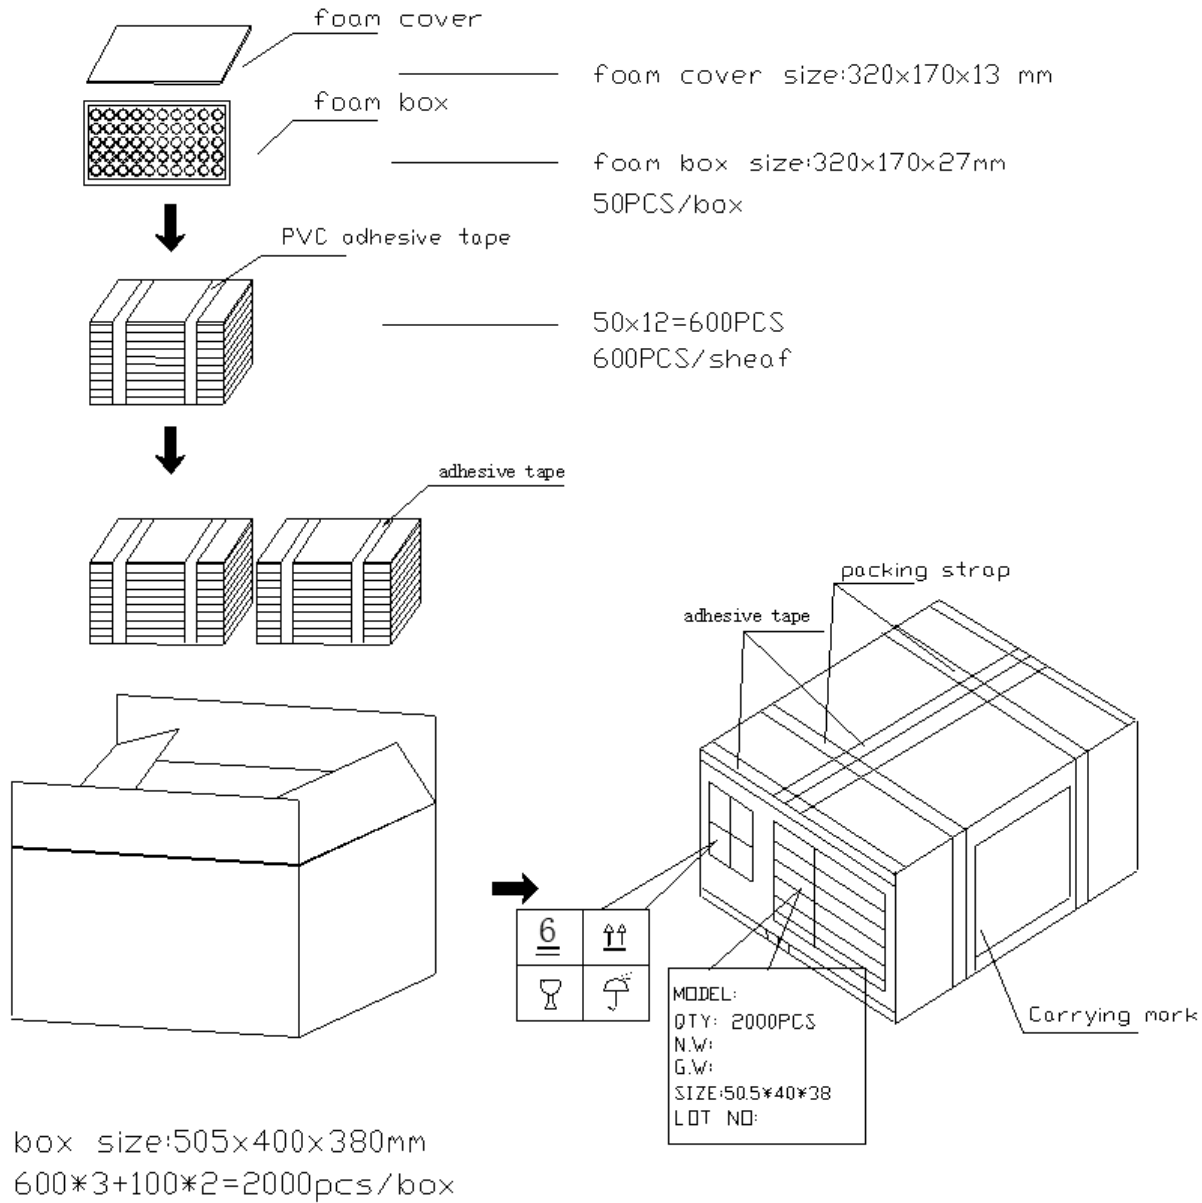 foam cover
foam cover size:320x170x13 mm
foam box
foam box size:320x170x27mm
50PCS/box
PVC adhesive tape
50x12=600PCS
600PCS/sheaf
adhesive tape
packing strap
adhesive tape
6
MODEL:
QTY: 2000PCS
N.W:
G.W:
SIZE:50.5*40*38
LOT NO:
Carrying mark
box size:505x400x380mm
600*3+100*2=2000pcs/box